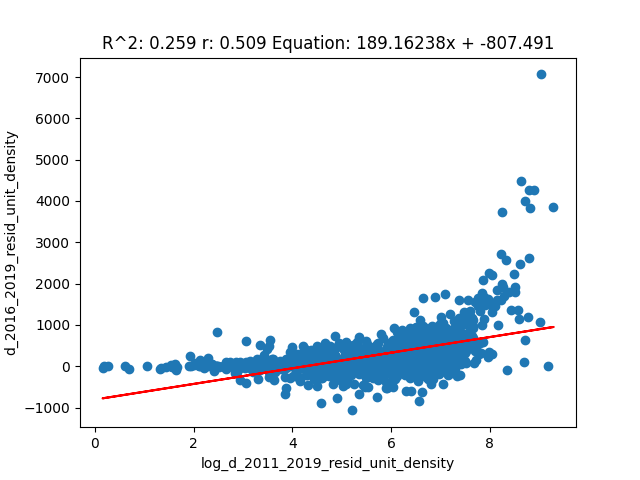 R^2: 0.259 r: 0.509 Equation: 189.16238x + -807.491
7000
6000
5000
4000
3000
2000
1000
0
−1000
d_2016_2019_resid_unit_density
0 2 4 6 8
log_d_2011_2019_resid_unit_density